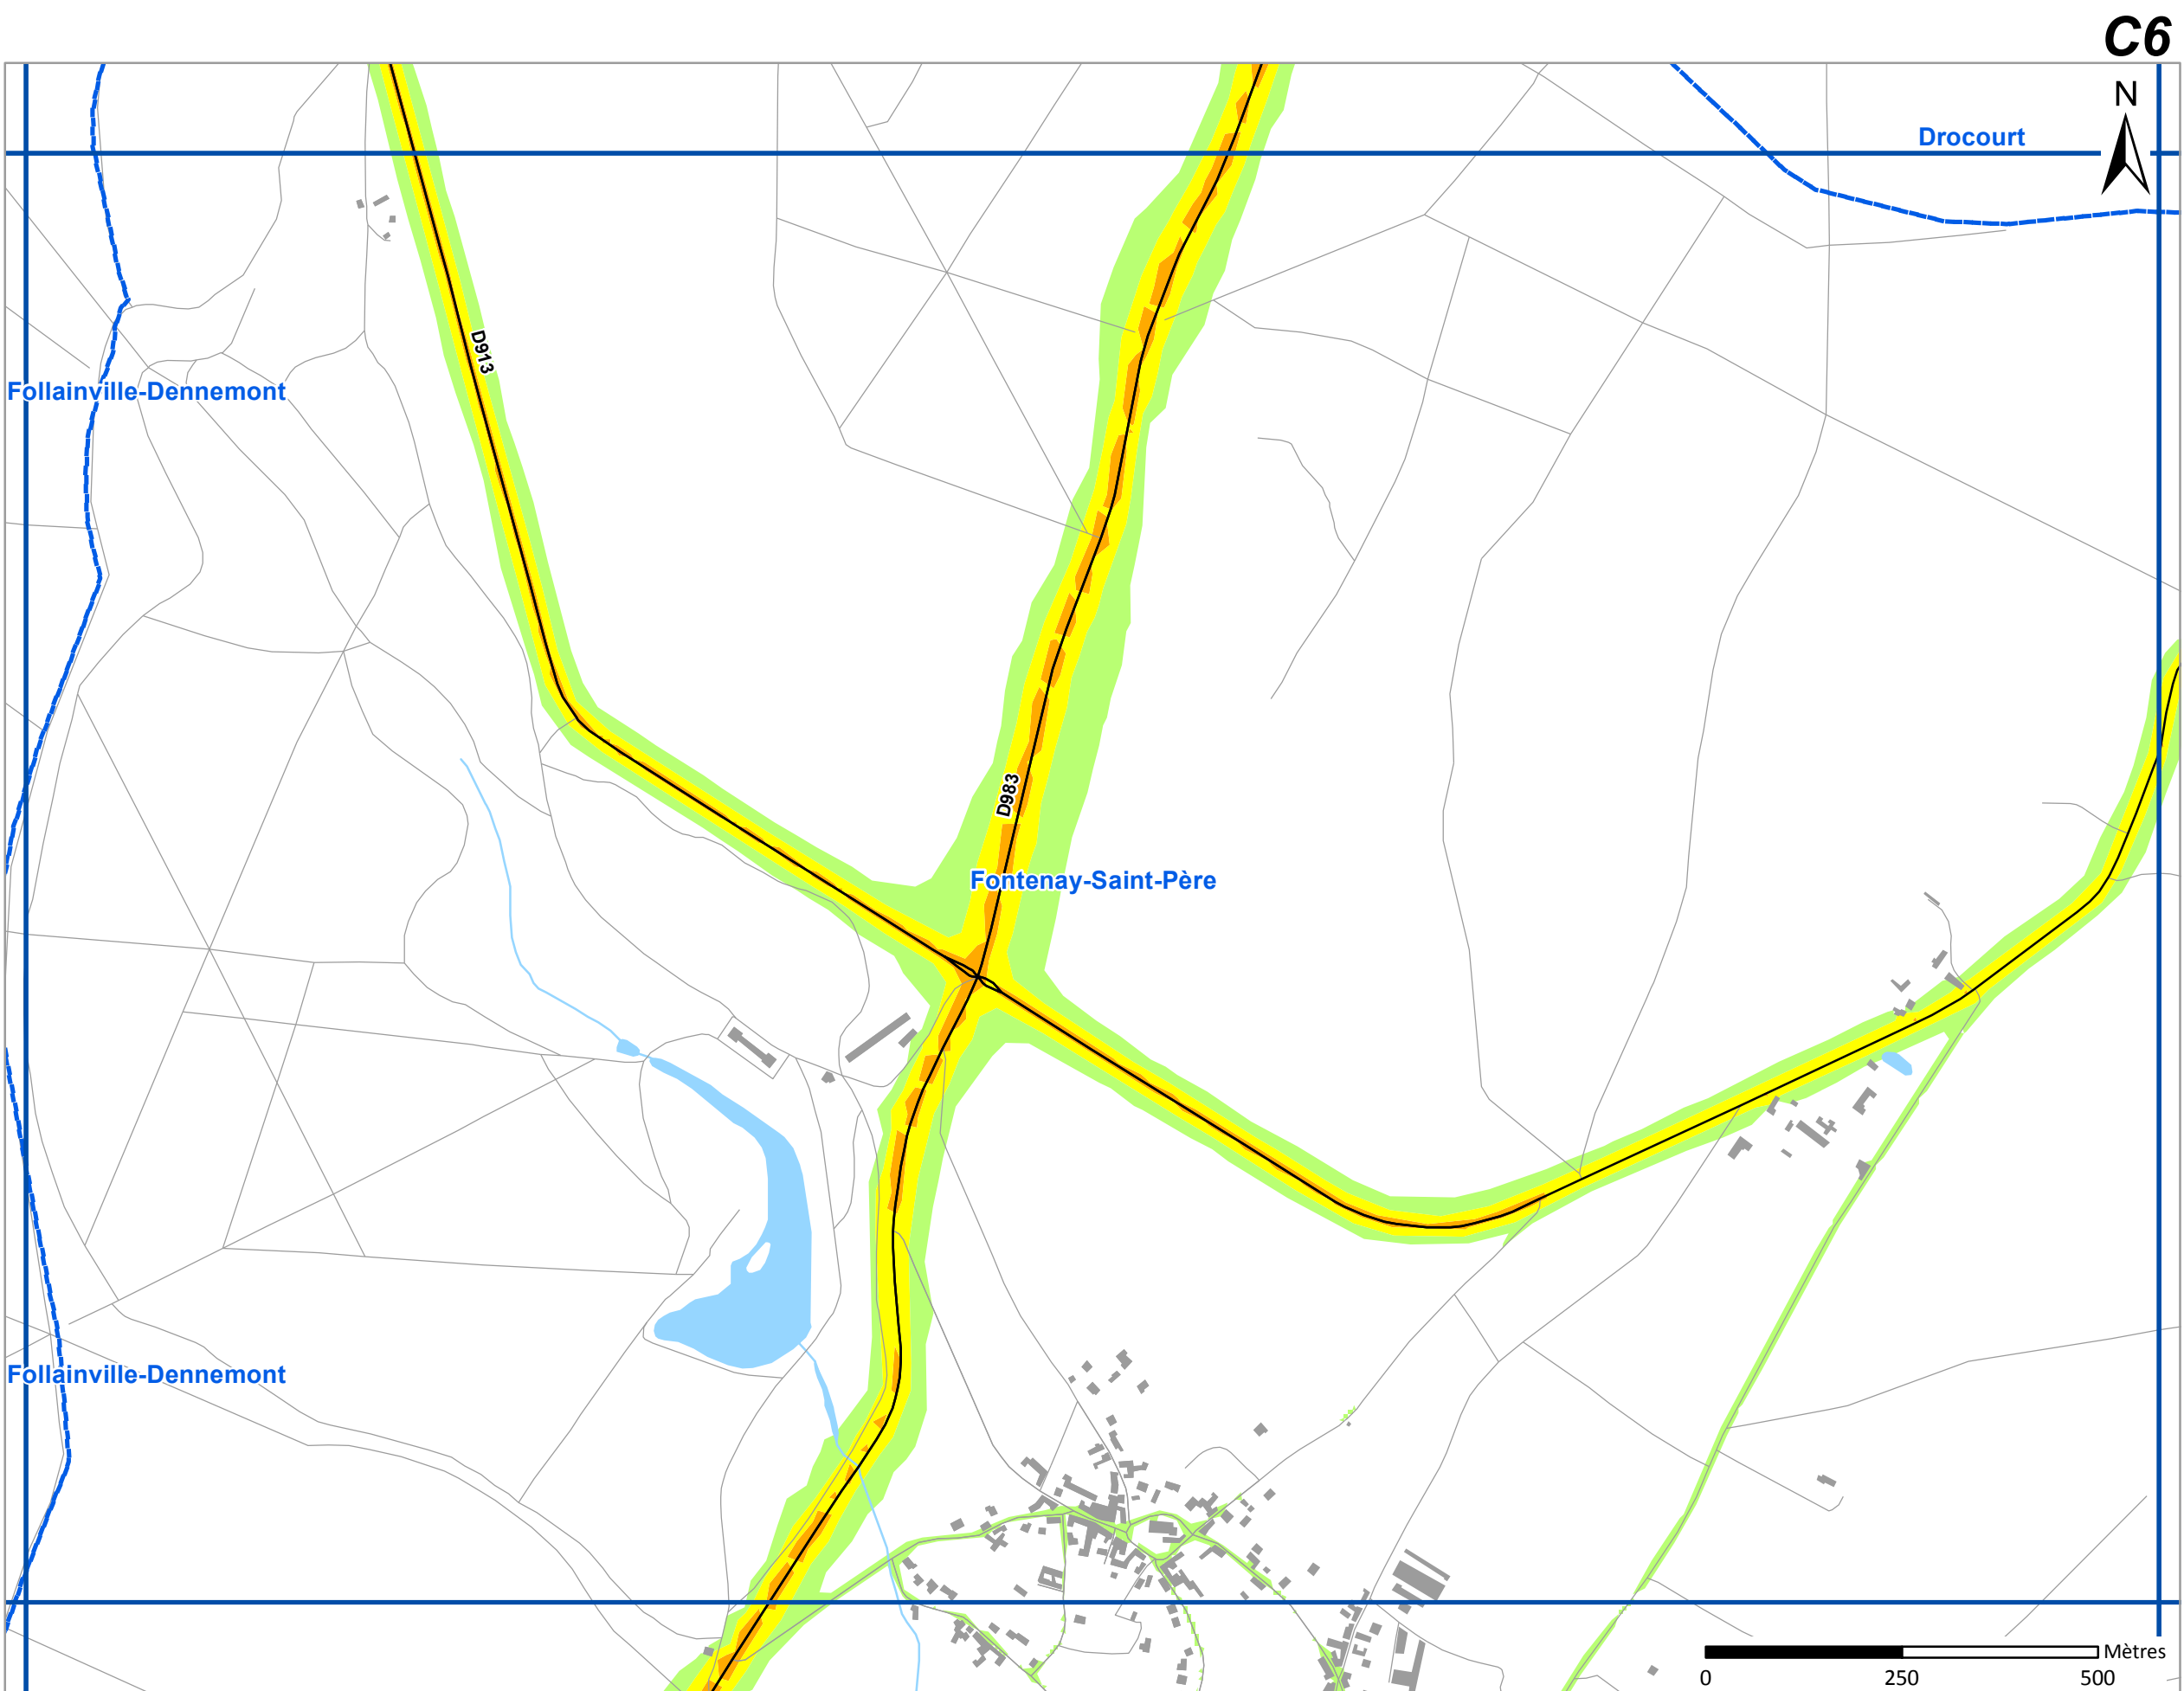 C6
N
Drocourt
D913
Follainville-Dennemont
D983
Fontenay-Saint-Père
Follainville-Dennemont
Mètres
0 250 500